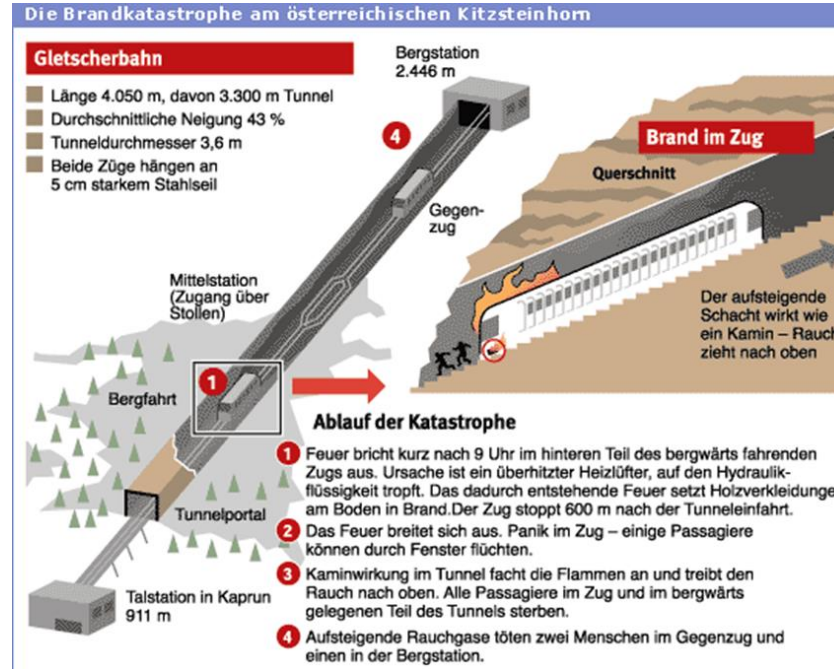 Die Brandkatastrophe am österreichischen Kitzsteinhorn
Gletscherbahn
Länge 4.050 m, davon 3.300 m Tunnel
Durchschnittliche Neigung 43 %
Tunneldurchmesser 3,6 m
Beide Züge hängen an
5 cm starkem Stahlseil
Bergstation
2.446 m
4
Gegen-
zug
Mittelstation
(Zugang über
Stollen)
1
Bergfahrt
Tunnelportal
Talstation in Kaprun
911 m
Brand im Zug
Querschnitt
Der aufsteigende
Schacht wirkt wie
ein Kamin – Rauch
zieht nach oben
Ablauf der Katastrophe
1 Feuer bricht kurz nach 9 Uhr im hinteren Teil des bergwärts fahrenden
Zugs aus. Ursache ist ein überhitzter Heizlüfter, auf den Hydraulik-
flüssigkeit tropft. Das dadurch entstehende Feuer setzt Holzverkleidunge
am Boden in Brand.Der Zug stoppt 600 m nach der Tunneleinfahrt.
2 Das Feuer breitet sich aus. Panik im Zug – einige Passagiere
können durch Fenster flüchten.
3 Kaminwirkung im Tunnel facht die Flammen an und treibt den
Rauch nach oben. Alle Passagiere im Zug und im bergwärts
gelegenen Teil des Tunnels sterben.
4 Aufsteigende Rauchgase töten zwei Menschen im Gegenzug und
einen in der Bergstation.